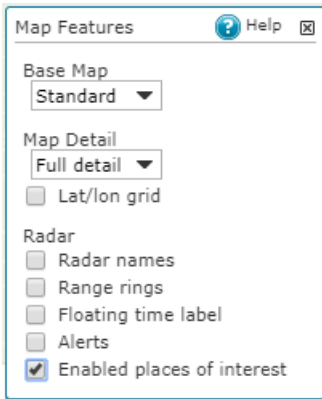 Map Features ? Help
Base Map
Standard
Map Detail
Full detail
Lat/lon grid
Radar
Radar names
Range rings
Floating time label
Alerts
Enabled places of interest